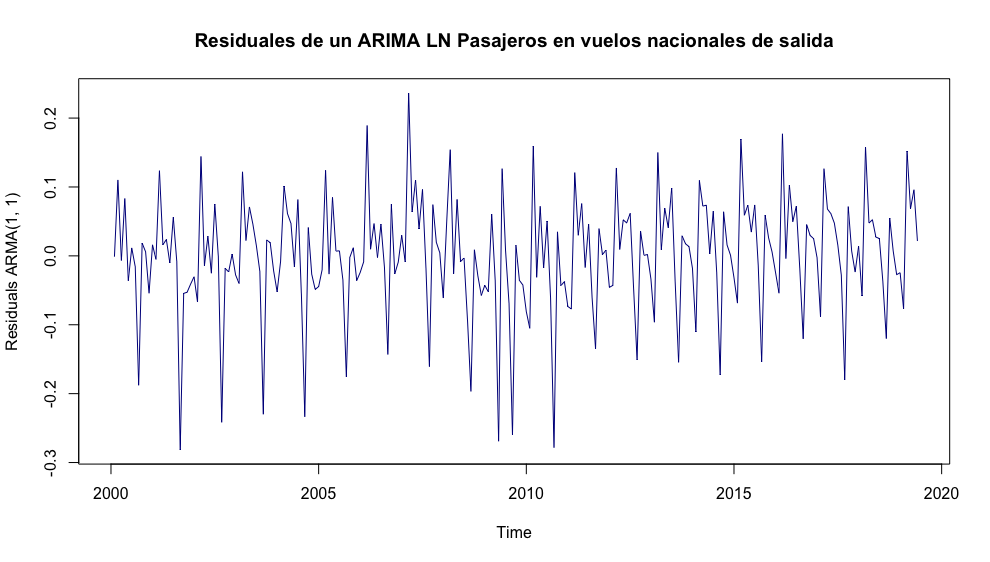 Residuales de un ARIMA LN Pasajeros en vuelos nacionales de salida
Residuals ARMA(1, 1)
0.2
0.1
0.0
-0.1
-0.2
-0.3
2000 2005 2010 2015 2020
Time